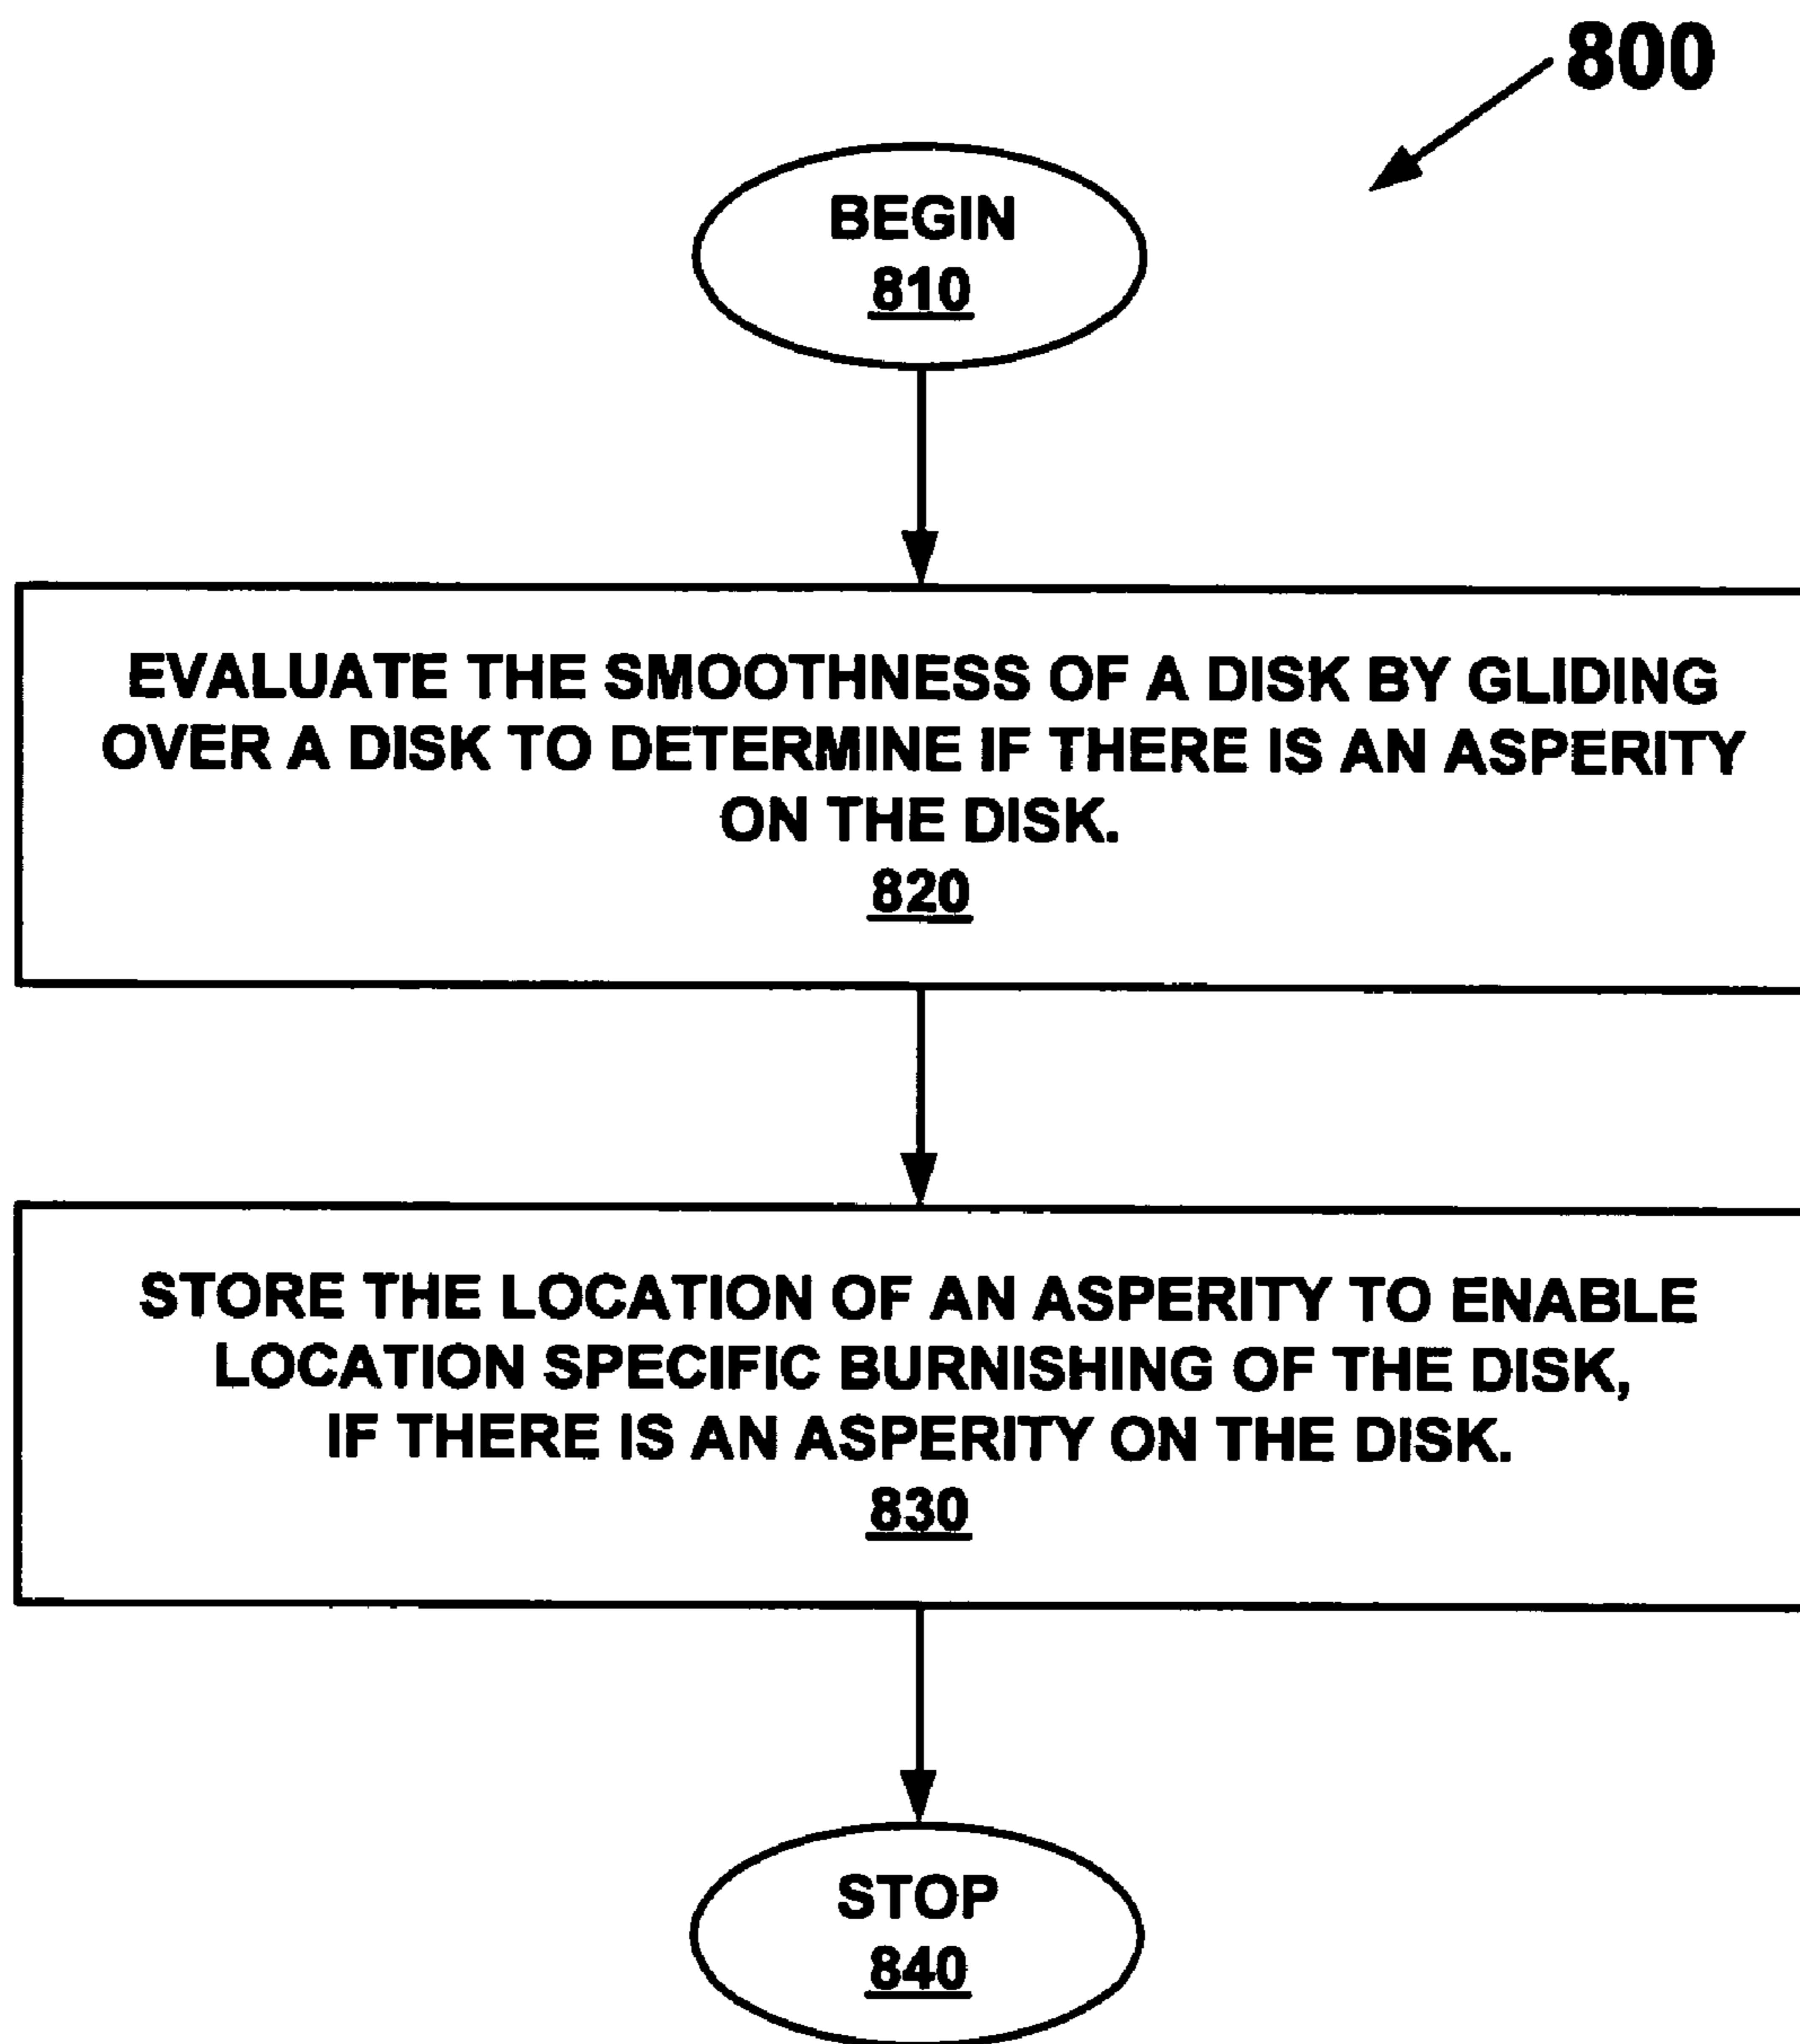 800
BEGIN
810
EVALUATE THE SMOOTHNESS OF A DISK BY GLIDING
OVER A DISK TO DETERMINE IF THERE IS AN ASPERITY
ON THE DISK.
820
STORE THE LOCATION OF AN ASPERITY TO ENABLE
LOCATION SPECIFIC BURNISHING OF THE DISK,
IF THERE IS AN ASPERITY ON THE DISK.
830
STOP
840